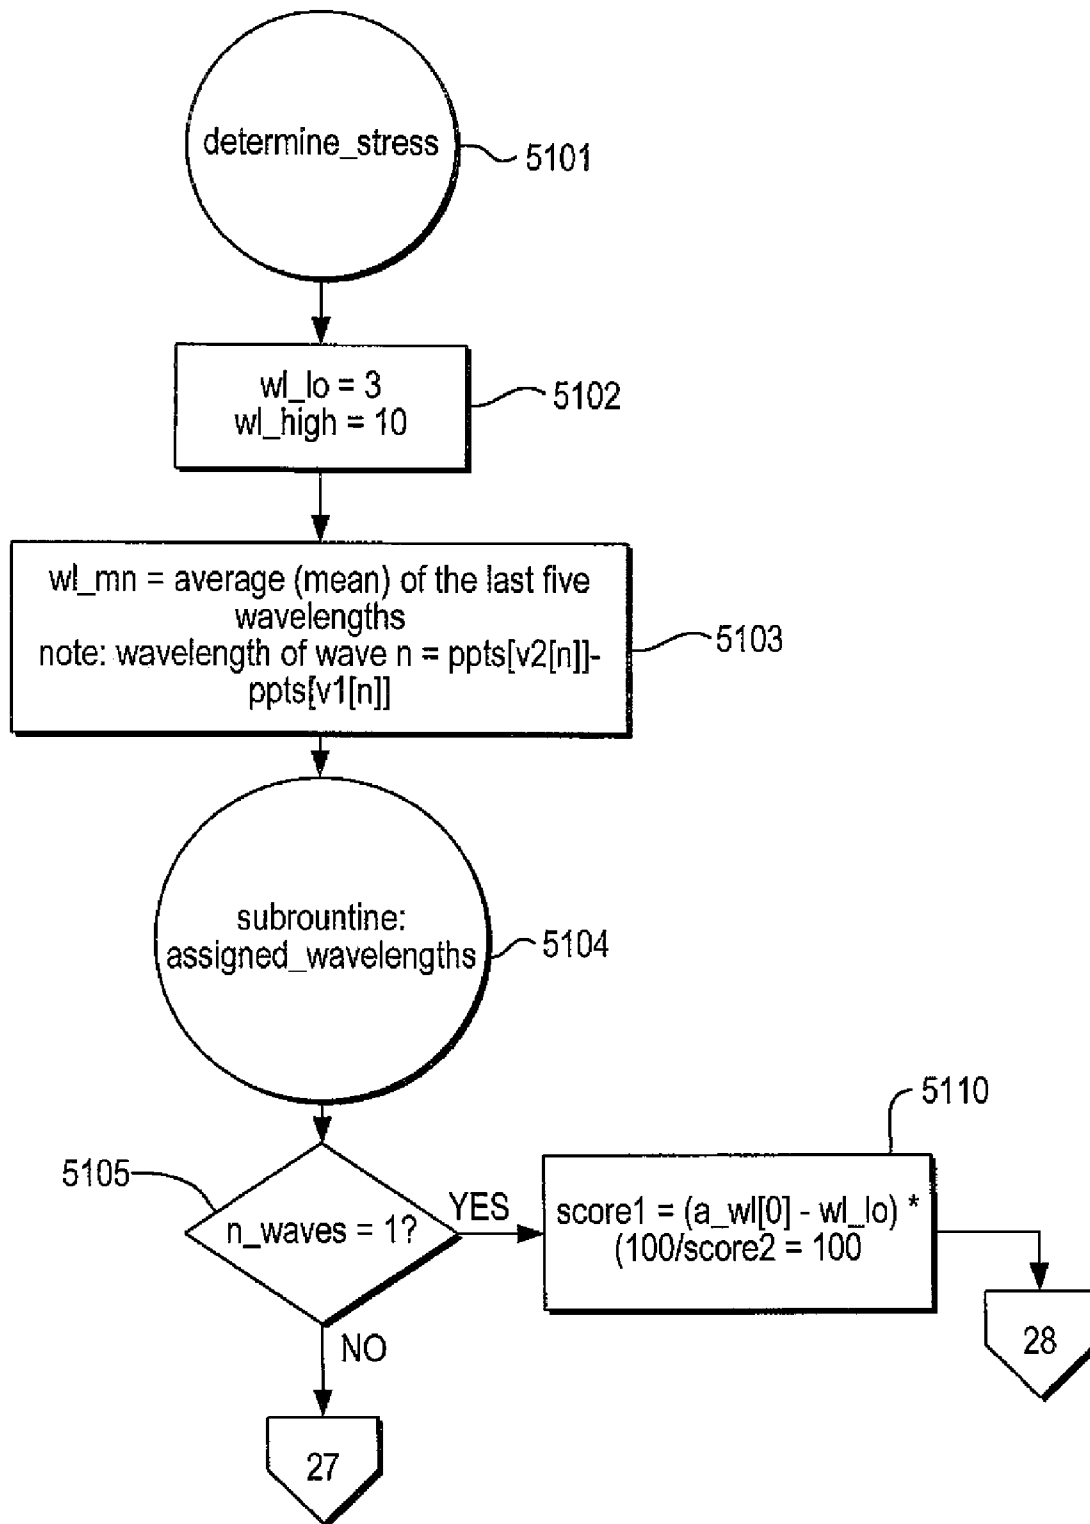 determine_stress
5101
wl_lo = 3
wl_high = 10
5102
wl_mn = average (mean) of the last five
wavelengths
note: wavelength of wave n = ppts[v2[n]]-
ppts[v1[n]]
5103
subrountine:
assigned_wavelengths
5104
5105
n_waves = 1?
YES
5110
score1 = (a_wl[0] - wl_lo) *
(100/score2 = 100
28
NO
27